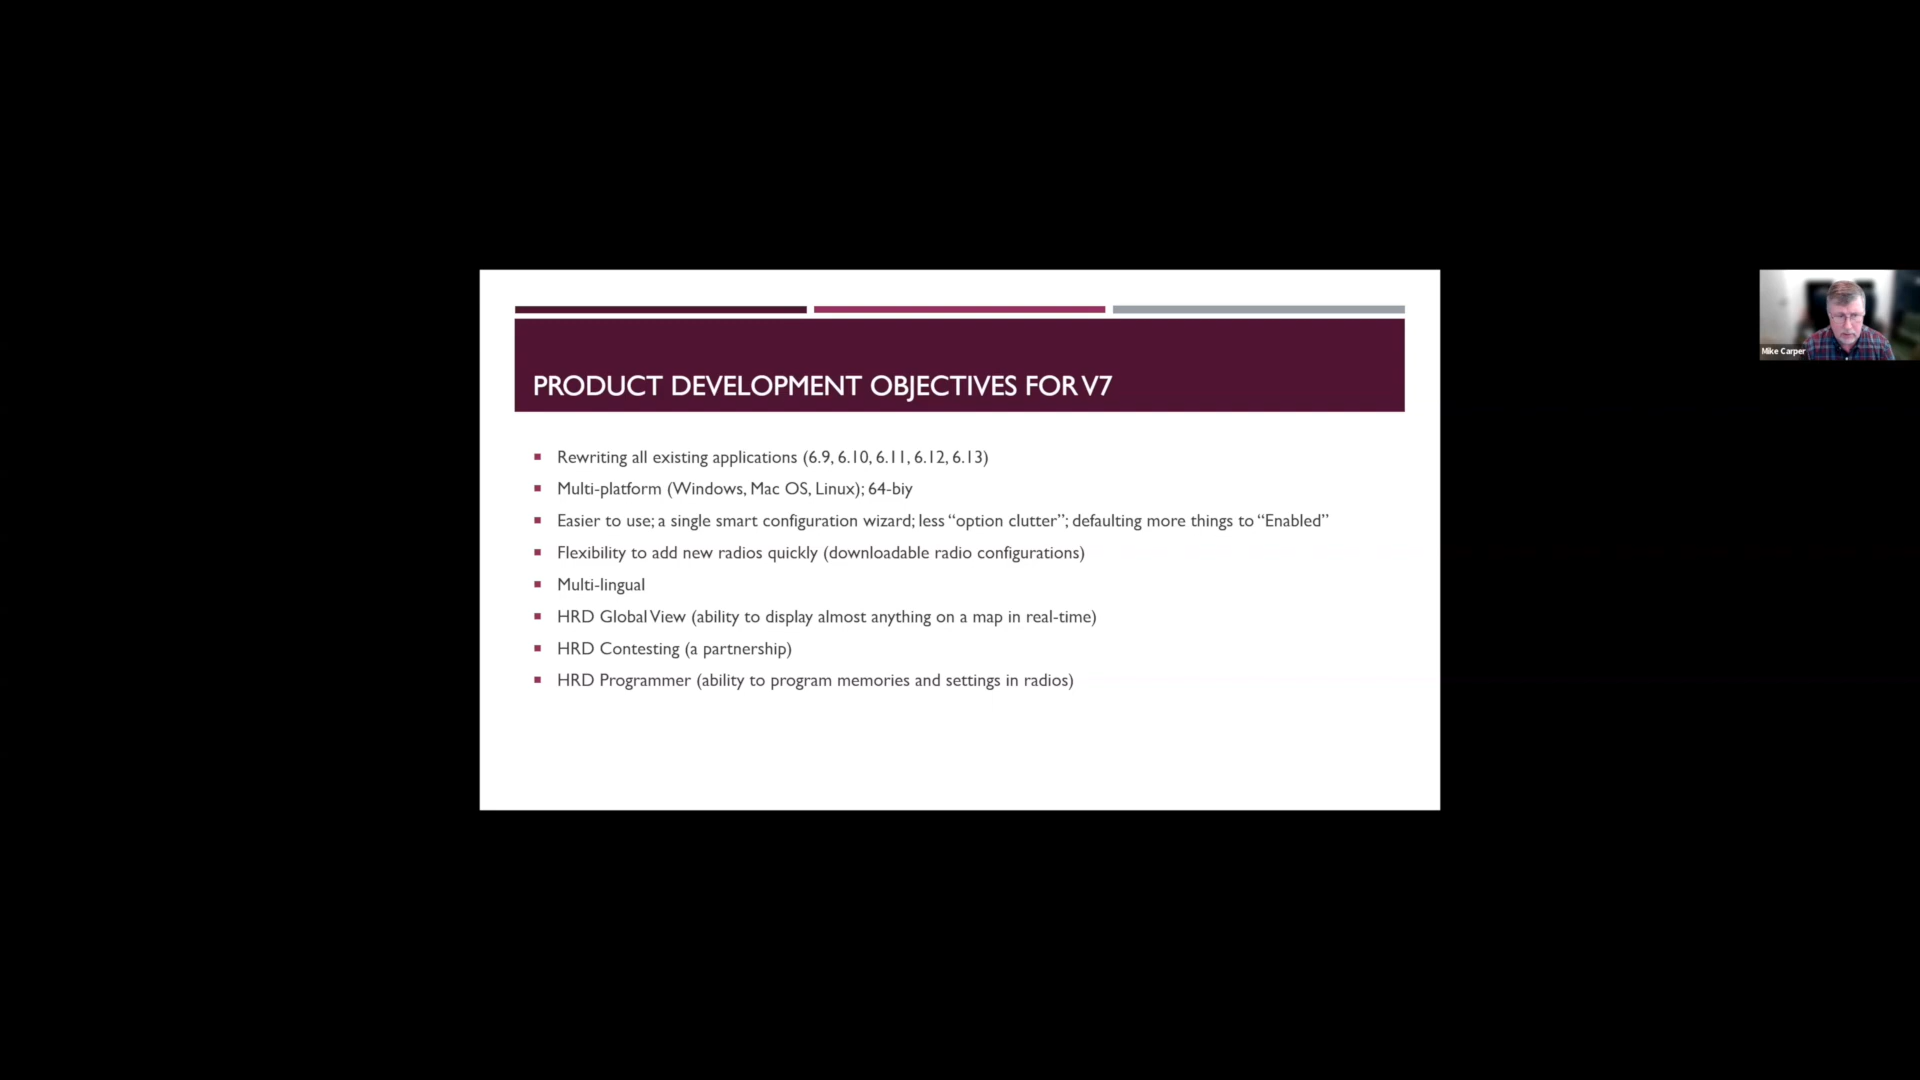 PRODUCT DEVELOPMENT OBJECTIVES FOR V7
Rewriting all existing applications (6.9, 6.10, 6.11, 6.12, 6.13)
Multi-platform (Windows, Mac OS, Linux); 64-biy
Easier to use; a single smart configuration wizard; less “option clutter”; defaulting more things to “Enabled”
Flexibility to add new radios quickly (downloadable radio configurations)
Multi-lingual
HRD Global View (ability to display almost anything on a map in real-time)
HRD Contesting (a partnership)
HRD Programmer (ability to program memories and settings in radios)
Mike Carper